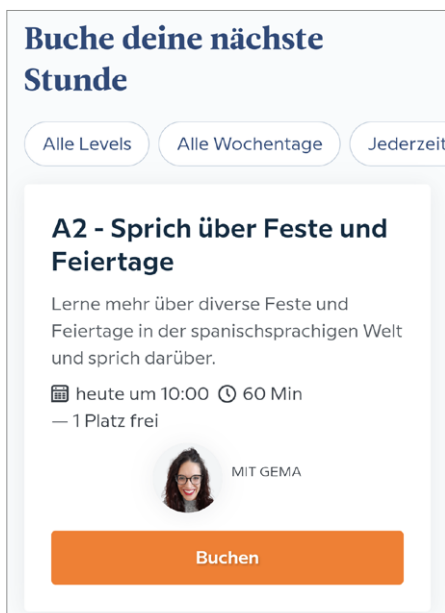 Buche deine nächste
Stunde
Alle Levels
Alle Wochentage
Jederzeit
A2 - Sprich über Feste und
Feiertage
Lerne mehr über diverse Feste und
Feiertage in der spanischsprachigen Welt
und sprich darüber.
heute um 10:00 60 Min
— 1 Platz frei
MIT GEMA
Buchen